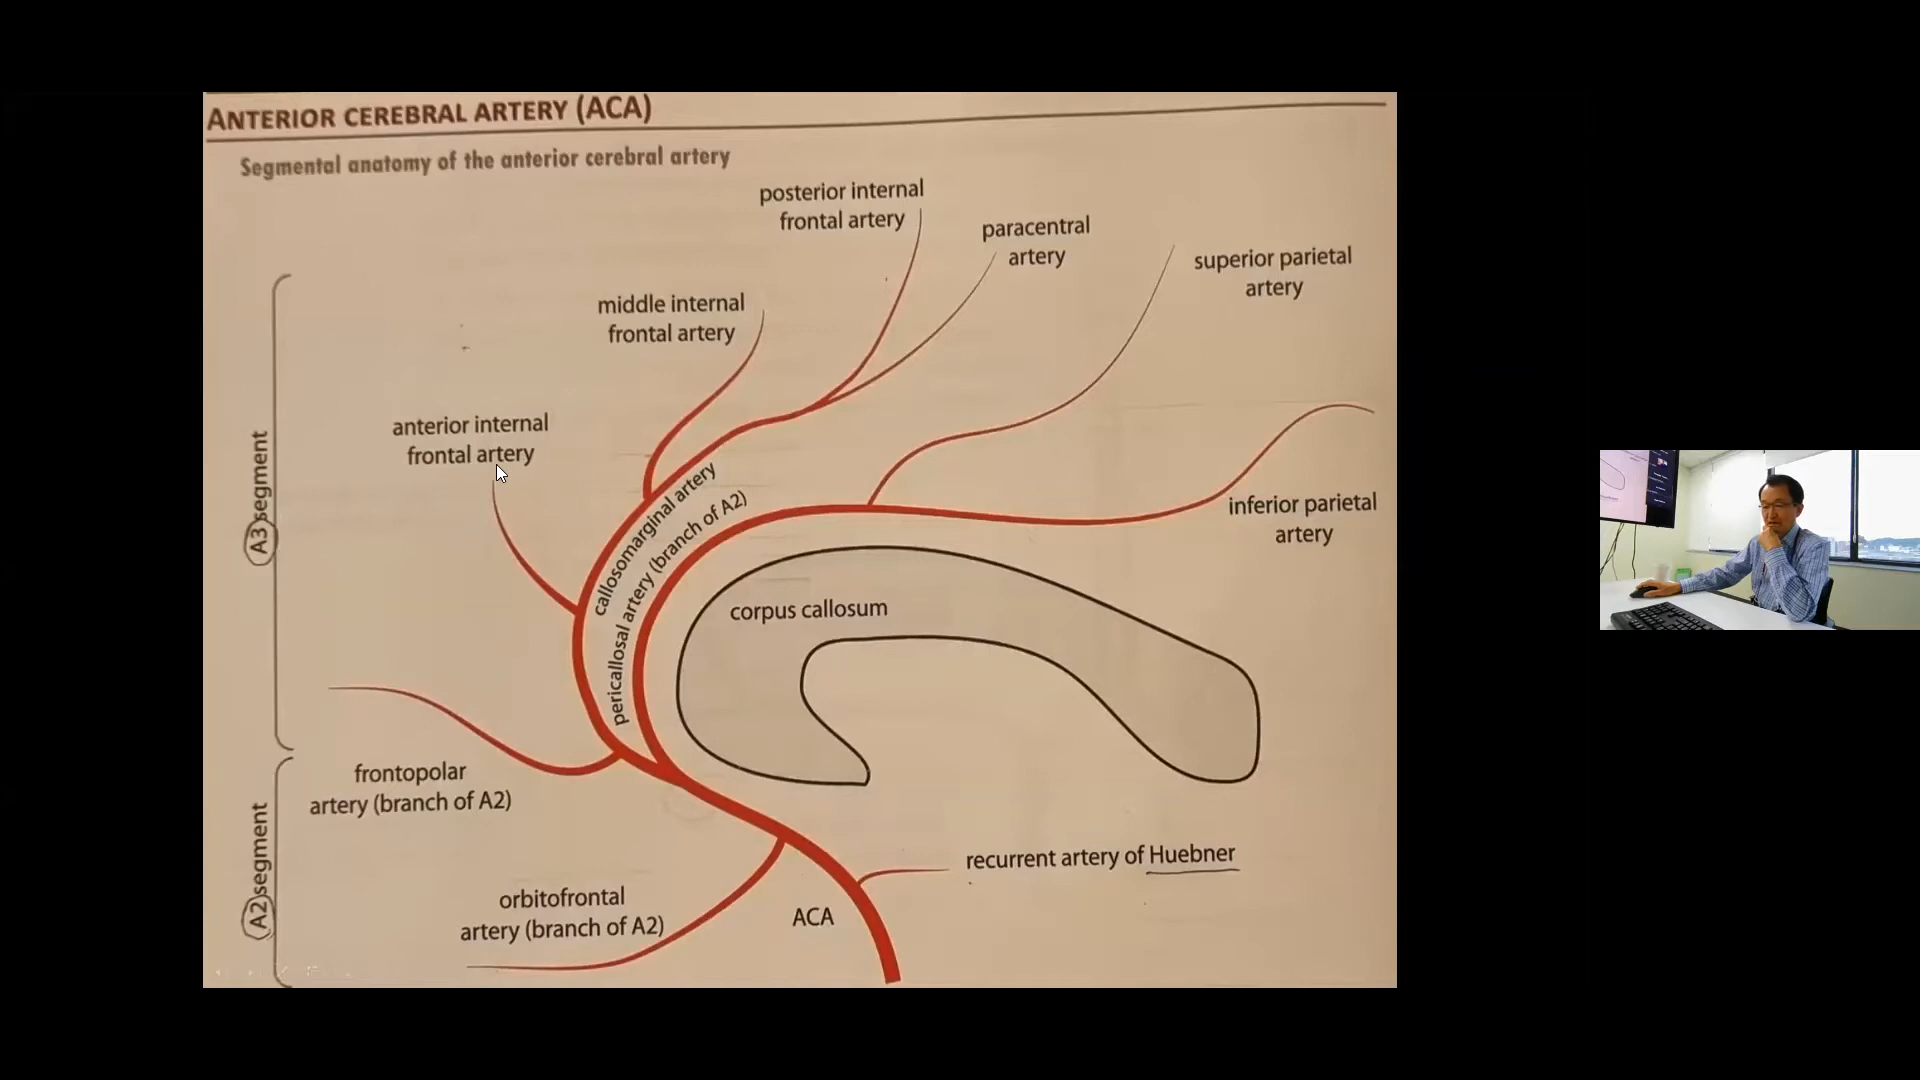 ANTERIOR CEREBRAL ARTERY (ACA)
Segmental anatomy of the anterior cerebral artery
posterior internal
frontal artery
paracentral
artery
superior parietal
artery
middle internal
frontal artery
anterior internal
frontal artery
A3 segment
callosomarginal artery
pericallosal artery (branch of A2)
inferior parietal
artery
corpus callosum
frontopolar
artery (branch of A2)
A2 segment
orbitofrontal
artery (branch of A2)
ACA
recurrent artery of Huebner